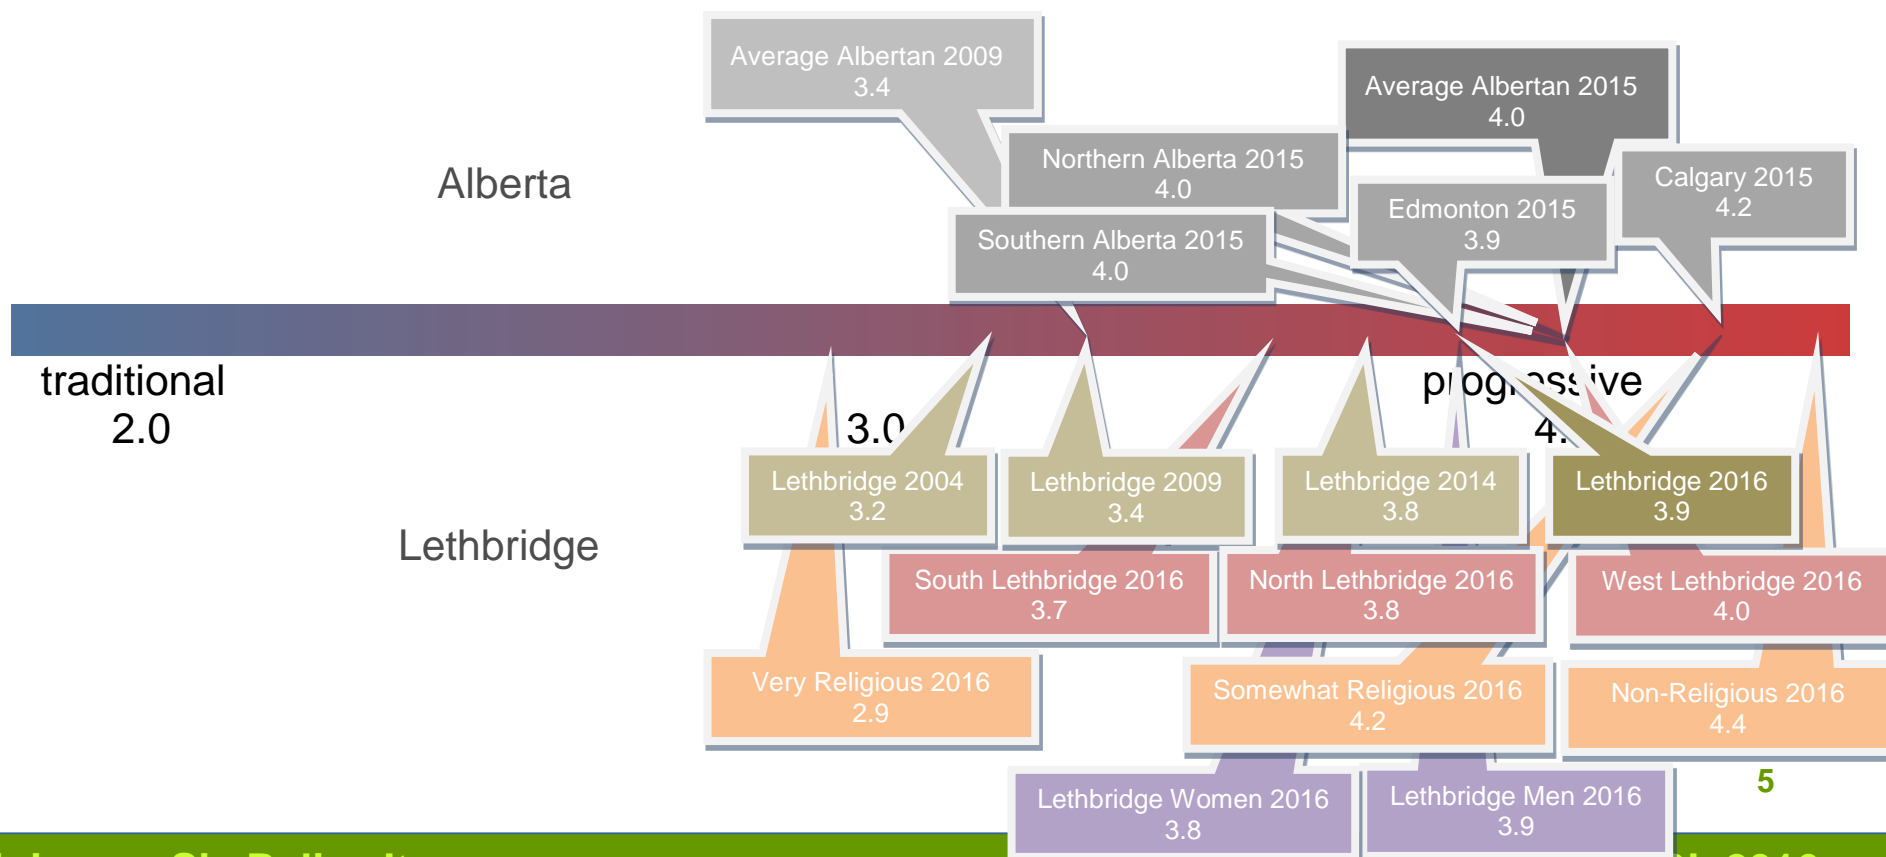 Average Albertan 2009
3.4
Average Albertan 2015
4.0
Northern Alberta 2015
4.0
Calgary 2015
4.2
Alberta
Edmonton 2015
3.9
Southern Alberta 2015
4.0
traditional
2.0
3.0
progressive
4.
Lethbridge 2004
3.2
Lethbridge 2009
3.4
Lethbridge 2014
3.8
Lethbridge 2016
3.9
Lethbridge
South Lethbridge 2016
3.7
North Lethbridge 2016
3.8
West Lethbridge 2016
4.0
Very Religious 2016
2.9
Somewhat Religious 2016
4.2
Non-Religious 2016
4.4
5
Lethbridge Women 2016
3.8
Lethbridge Men 2016
3.9